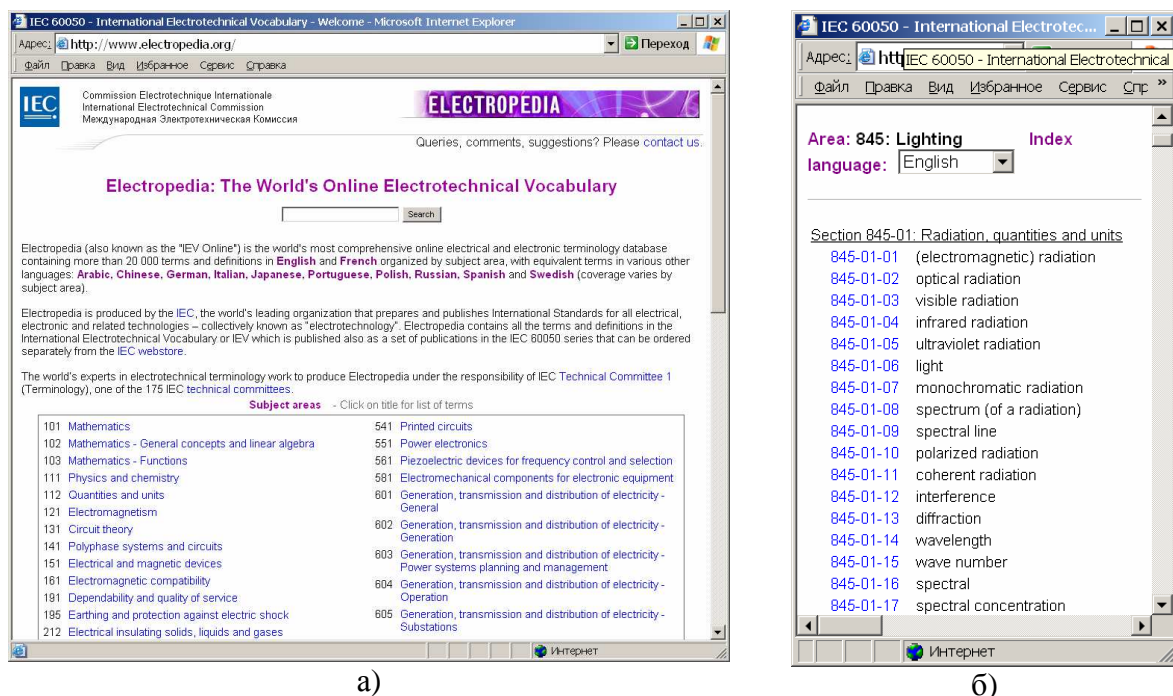 IEC 60050 - International Electrotechnical Vocabulary - Welcome - Microsoft Internet Explorer
Адрес: http://www.electropedia.org/ Переход
Файл Правка Вид Избранное Сервис Справка
IEC
Commission Electrotechnique Internationale
International Electrotechnical Commission
Международная Электротехническая Комиссия
ELECTROPEDIA
Queries, comments, suggestions? Please contact us.
Electropedia: The World's Online Electrotechnical Vocabulary
Search
Electropedia (also known as the "IEV Online") is the world's most comprehensive online electrical and electronic terminology database
containing more than 20 000 terms and definitions in English and French organized by subject area, with equivalent terms in various other
languages: Arabic, Chinese, German, Italian, Japanese, Portuguese, Polish, Russian, Spanish and Swedish (coverage varies by
subject area).
Electropedia is produced by the IEC, the world's leading organization that prepares and publishes International Standards for all electrical,
electronic and related technologies – collectively known as "electrotechnology". Electropedia contains all the terms and definitions in the
International Electrotechnical Vocabulary or IEV which is published also as a set of publications in the IEC 60050 series that can be ordered
separately from the IEC webstore.
The world's experts in electrotechnical terminology work to produce Electropedia under the responsibility of IEC Technical Committee 1
(Terminology), one of the 175 IEC technical committees.
Subject areas - Click on title for list of terms
101 Mathematics
102 Mathematics - General concepts and linear algebra
103 Mathematics - Functions
111 Physics and chemistry
112 Quantities and units
121 Electromagnetism
131 Circuit theory
141 Polyphase systems and circuits
151 Electrical and magnetic devices
161 Electromagnetic compatibility
191 Dependability and quality of service
195 Earthing and protection against electric shock
212 Electrical insulating solids, liquids and gases
541 Printed circuits
551 Power electronics
561 Piezoelectric devices for frequency control and selection
581 Electromechanical components for electronic equipment
601 Generation, transmission and distribution of electricity -
General
602 Generation, transmission and distribution of electricity -
Generation
603 Generation, transmission and distribution of electricity -
Power systems planning and management
604 Generation, transmission and distribution of electricity -
Operation
605 Generation, transmission and distribution of electricity -
Substations
Интернет
а)
IEC 60050 - International Electrotec...
Адрес: htt IEC 60050 - International Electrotechnical
Файл Правка Вид Избранное Сервис Спр »
Area: 845: Lighting Index
language: English
Section 845-01: Radiation, quantities and units
845-01-01 (electromagnetic) radiation
845-01-02 optical radiation
845-01-03 visible radiation
845-01-04 infrared radiation
845-01-05 ultraviolet radiation
845-01-06 light
845-01-07 monochromatic radiation
845-01-08 spectrum (of a radiation)
845-01-09 spectral line
845-01-10 polarized radiation
845-01-11 coherent radiation
845-01-12 interference
845-01-13 diffraction
845-01-14 wavelength
845-01-15 wave number
845-01-16 spectral
845-01-17 spectral concentration
Интернет
б)